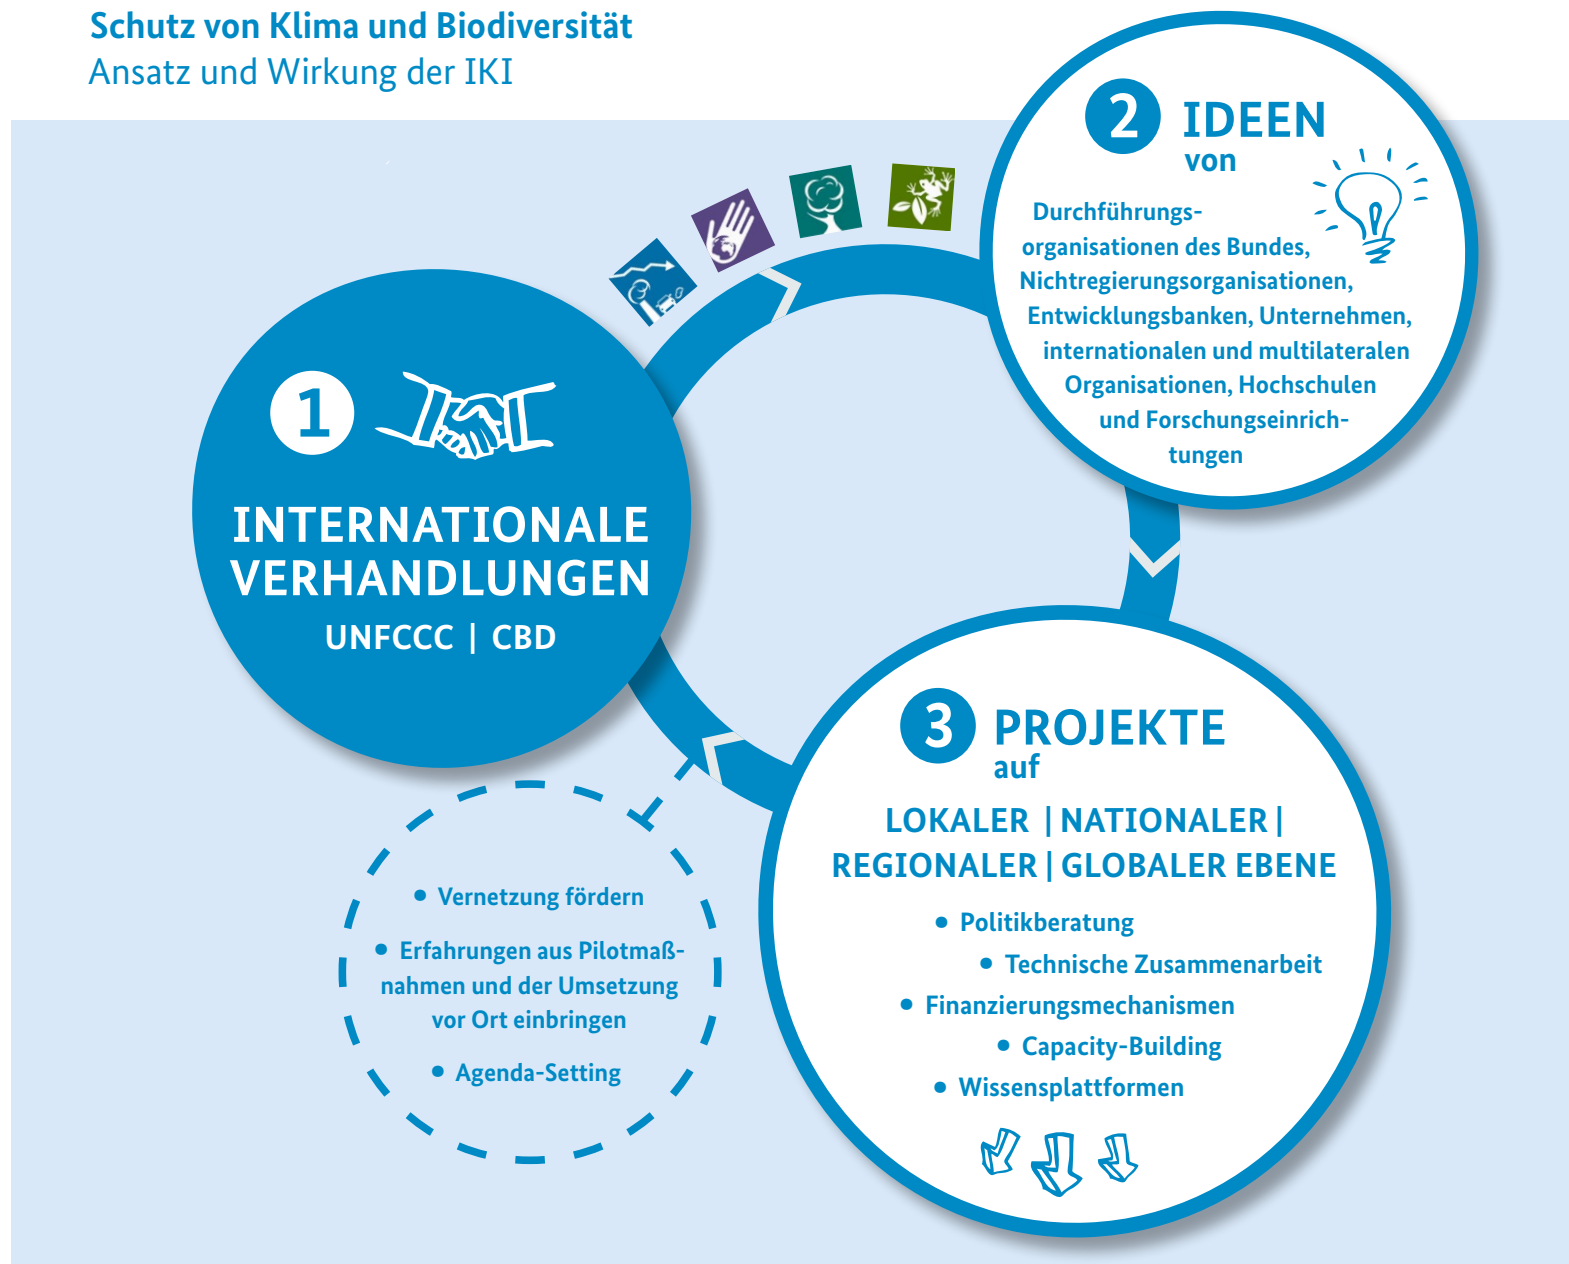 Schutz von Klima und Biodiversität
Ansatz und Wirkung der IKI
1
INTERNATIONALE
VERHANDLUNGEN
UNFCCC | CBD
2 IDEEN
von
Durchführungs-
organisationen des Bundes,
Nichtregierungsorganisationen,
Entwicklungsbanken, Unternehmen,
internationalen und multilateralen
Organisationen, Hochschulen
und Forschungseinrich-
tungen
3 PROJEKTE
auf
LOKALER | NATIONALER |
REGIONALER | GLOBALER EBENE
• Politikberatung
• Technische Zusammenarbeit
• Finanzierungsmechanismen
• Capacity-Building
• Wissensplattformen
• Vernetzung fördern
• Erfahrungen aus Pilotmaß-
nahmen und der Umsetzung
vor Ort einbringen
• Agenda-Setting